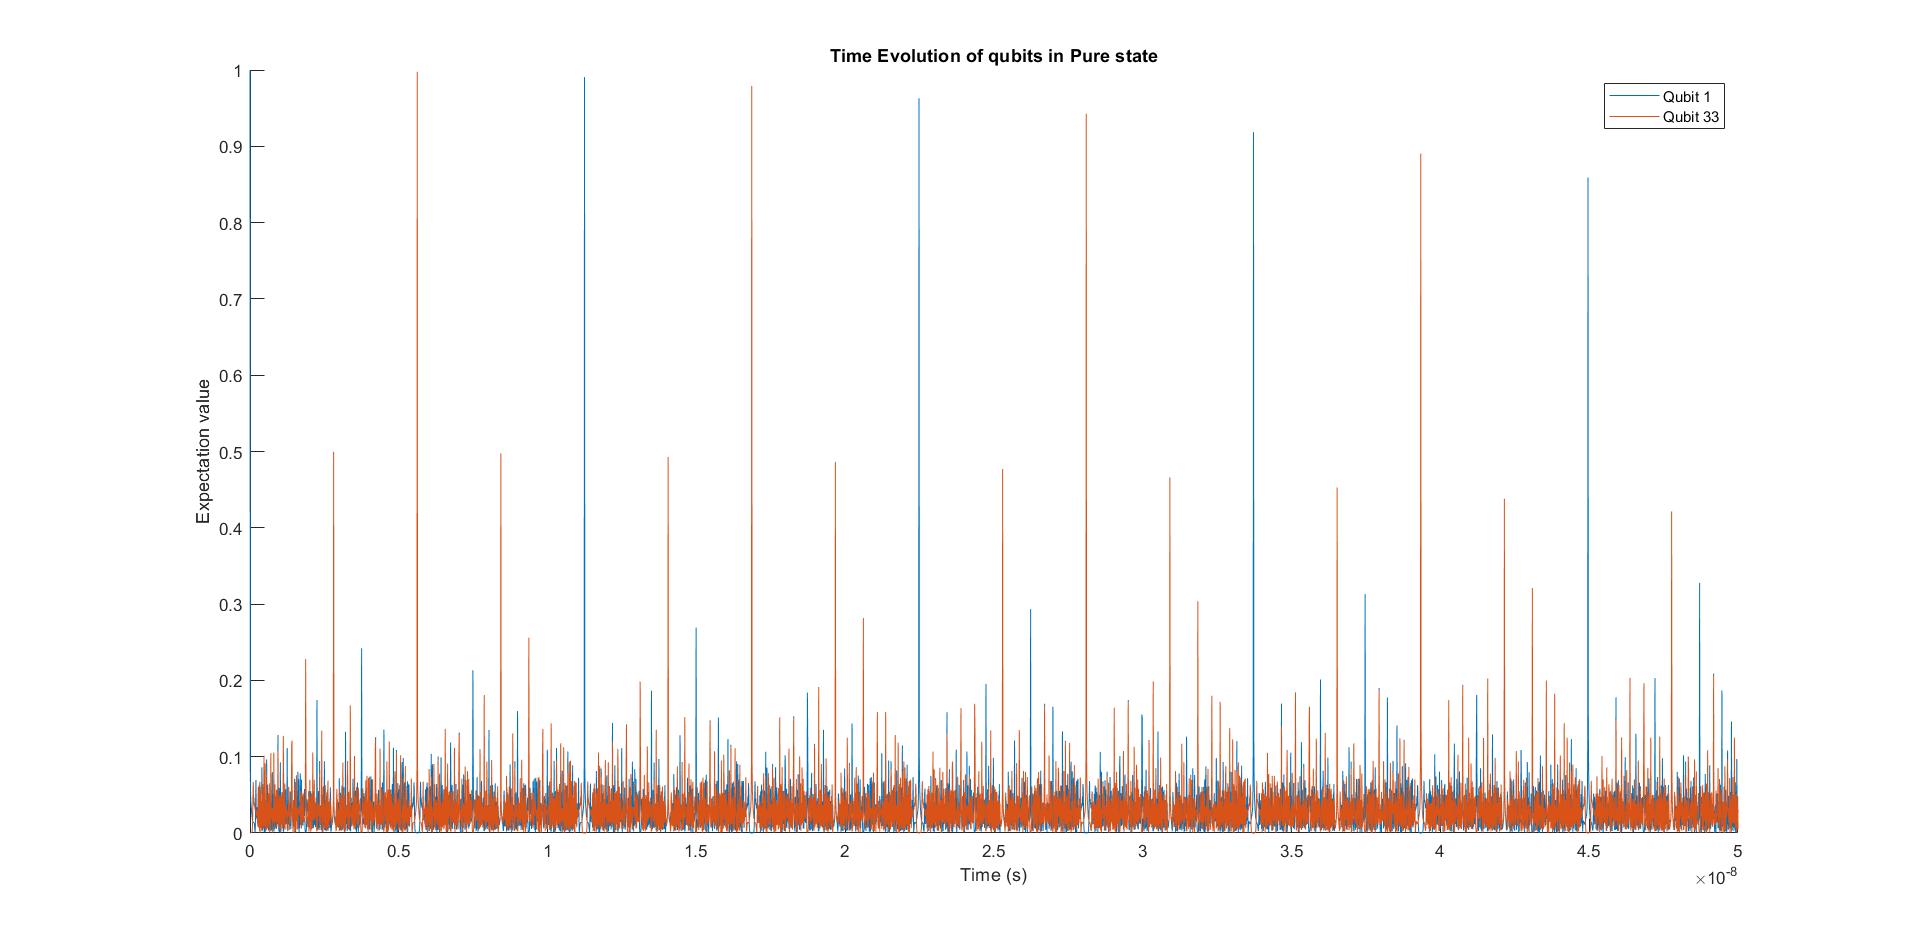 Time Evolution of qubits in Pure state
Qubit 1
Qubit 33
Expectation value
1
0.9
0.8
0.7
0.6
0.5
0.4
0.3
0.2
0.1
0
0 0.5 1 1.5 2 2.5 3 3.5 4 4.5 5
Time (s)
×10-8